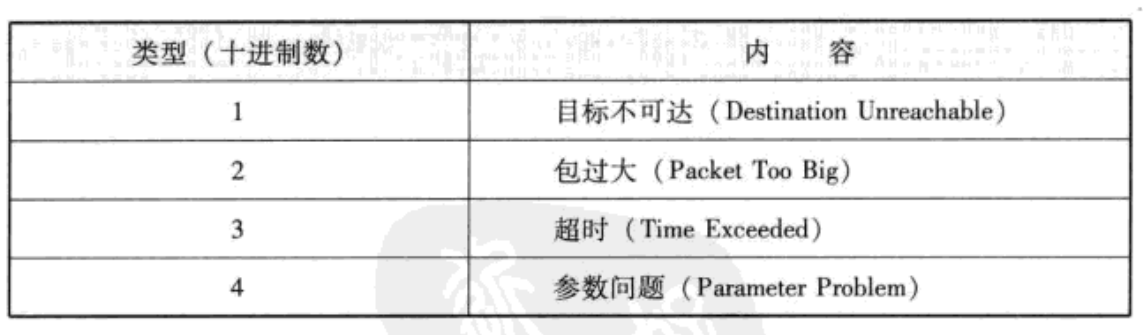 类型（十进制数） 内 容
1 目标不可达（Destination Unreachable）
2 包过大（Packet Too Big）
3 超时（Time Exceeded）
4 参数问题（Parameter Problem）